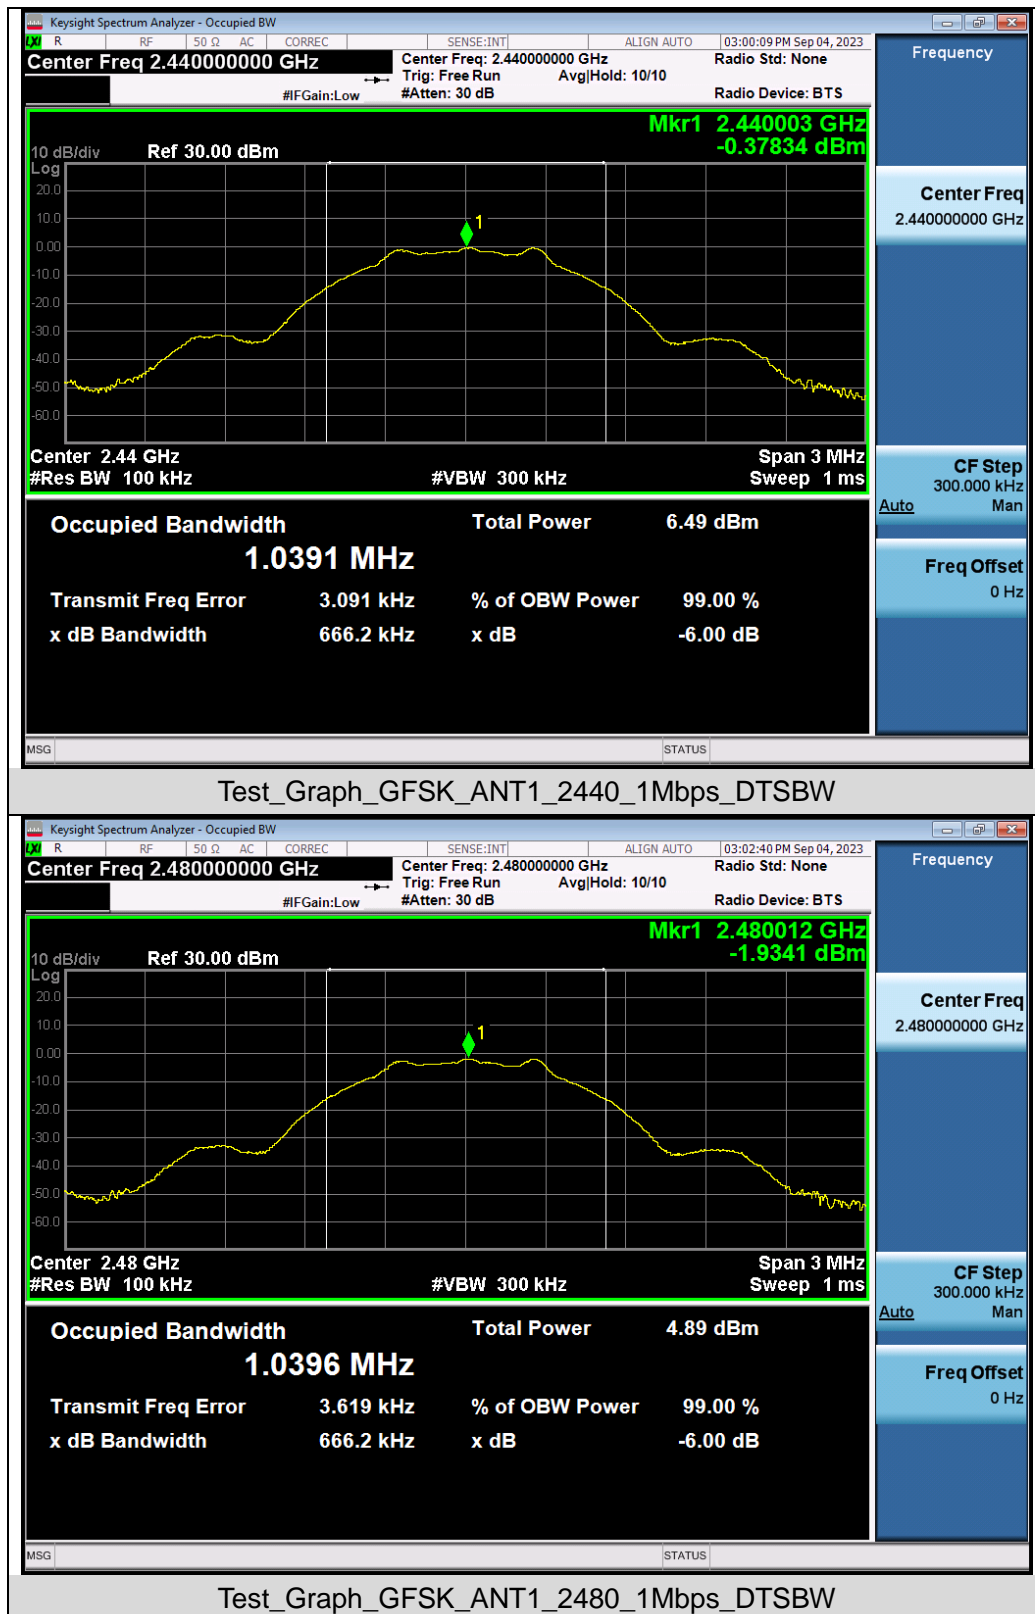 Keysight Spectrum Analyzer - Occupied BW
LXI R RF 50 Ω AC CORREC SENSE:INT ALIGN AUTO 03:00:09 PM Sep 04, 2023
Center Freq 2.440000000 GHz
Center Freq: 2.440000000 GHz
Radio Std: None
Trig: Free Run Avg|Hold: 10/10
#IFGain:Low #Atten: 30 dB Radio Device: BTS
Frequency
Mkr1 2.440003 GHz
-0.37834 dBm
10 dB/div Ref 30.00 dBm
Log
20.0
10.0
0.00
-10.0
-20.0
-30.0
-40.0
-50.0
-60.0
1
Center Freq
2.440000000 GHz
Center 2.44 GHz Span 3 MHz
#Res BW 100 kHz #VBW 300 kHz Sweep 1 ms
CF Step
300.000 kHz
Auto Man
Occupied Bandwidth Total Power 6.49 dBm
1.0391 MHz
Transmit Freq Error 3.091 kHz % of OBW Power 99.00 %
x dB Bandwidth 666.2 kHz x dB -6.00 dB
Freq Offset
0 Hz
MSG STATUS
Test_Graph_GFSK_ANT1_2440_1Mbps_DTSBW
Keysight Spectrum Analyzer - Occupied BW
LXI R RF 50 Ω AC CORREC SENSE:INT ALIGN AUTO 03:02:40 PM Sep 04, 2023
Center Freq 2.480000000 GHz
Center Freq: 2.480000000 GHz
Radio Std: None
Trig: Free Run Avg|Hold: 10/10
#IFGain:Low #Atten: 30 dB Radio Device: BTS
Frequency
Mkr1 2.480012 GHz
-1.9341 dBm
10 dB/div Ref 30.00 dBm
Log
20.0
10.0
0.00
-10.0
-20.0
-30.0
-40.0
-50.0
-60.0
1
Center Freq
2.480000000 GHz
Center 2.48 GHz Span 3 MHz
#Res BW 100 kHz #VBW 300 kHz Sweep 1 ms
CF Step
300.000 kHz
Auto Man
Occupied Bandwidth Total Power 4.89 dBm
1.0396 MHz
Transmit Freq Error 3.619 kHz % of OBW Power 99.00 %
x dB Bandwidth 666.2 kHz x dB -6.00 dB
Freq Offset
0 Hz
MSG STATUS
Test_Graph_GFSK_ANT1_2480_1Mbps_DTSBW